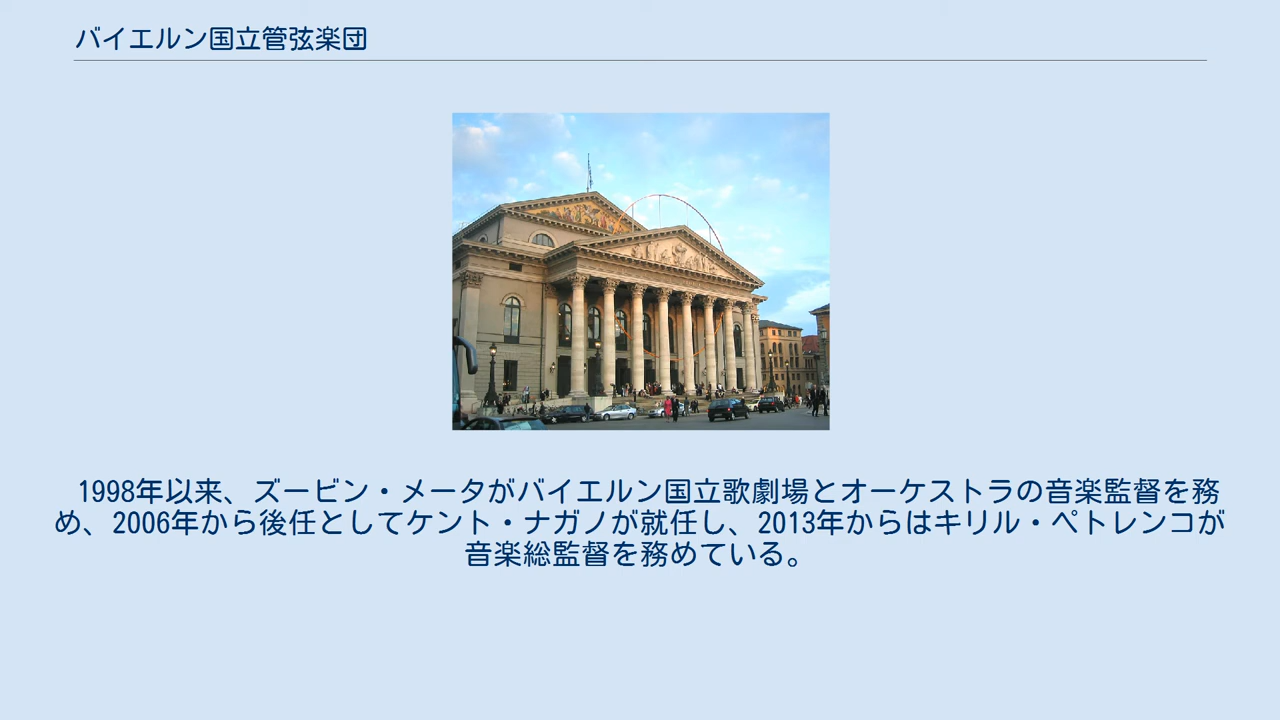 バイエルン国立管弦楽団
1998年以来、ズービン・メータがバイエルン国立歌劇場とオーケストラの音楽監督を務
め、2006年から後任としてケント・ナガノが就任し、2013年からはキリル・ペトレンコが
音楽総監督を務めている。